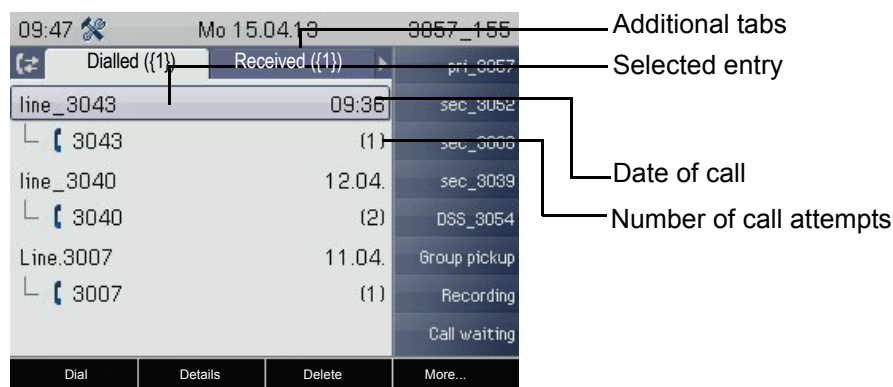 09:47 Mo 15.04.13 3057_155
Dialled ({1}) Received ({1})
line_3043 09:36
3043 (1)
line_3040 12.04.
3040 (2)
Line.3007 11.04.
3007 (1)
pri_3057
sec_3052
sec_3008
sec_3039
DSS_3054
Group pickup
Recording
Call waiting
Dial Details Delete More...
Additional tabs
Selected entry
Date of call
Number of call attempts